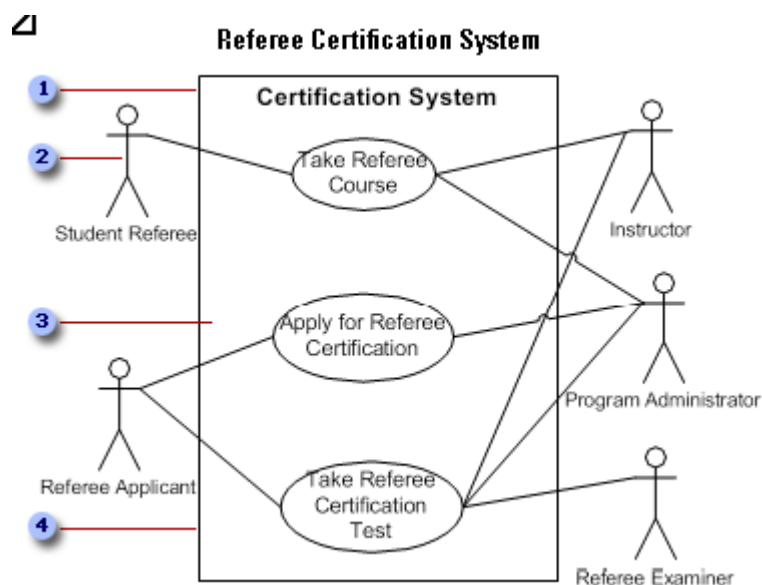 Referee Certification System
1
Certification System
2
Take Referee
Course
Student Referee
Instructor
3
Apply for Referee
Certification
Program Administrator
Referee Applicant
Take Referee
Certification
Test
4
Referee Examiner